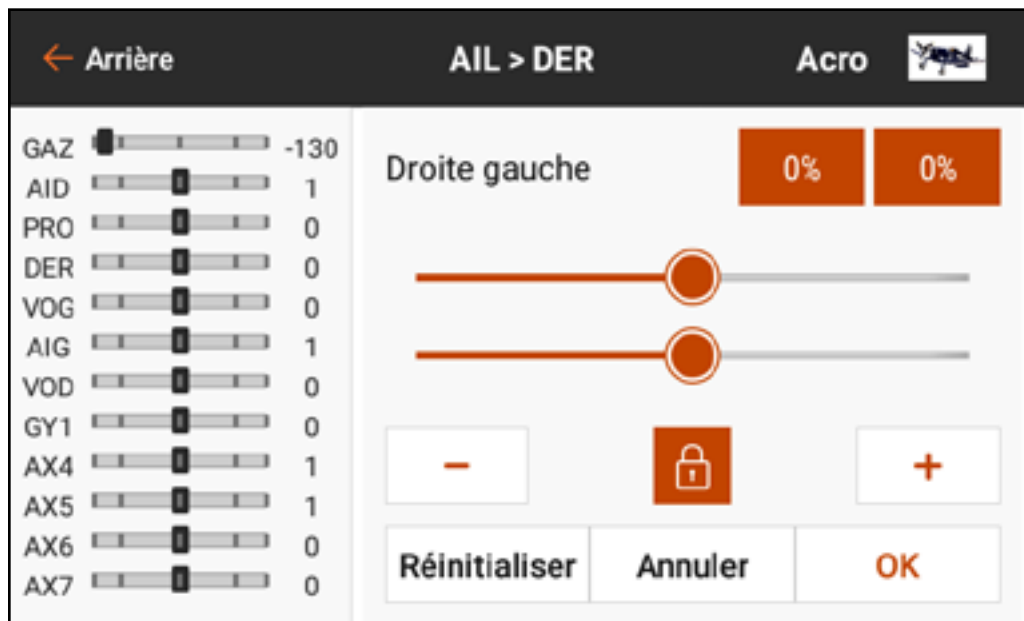 ← Arrière AIL > DER Acro
GAZ -130
AID 1
PRO 0
DER 0
VOG 0
AIG 1
VOD 0
GY1 0
AX4 1
AX5 1
AX6 0
AX7 0
Droite gauche 0% 0%
− +
Réinitialiser Annuler OK